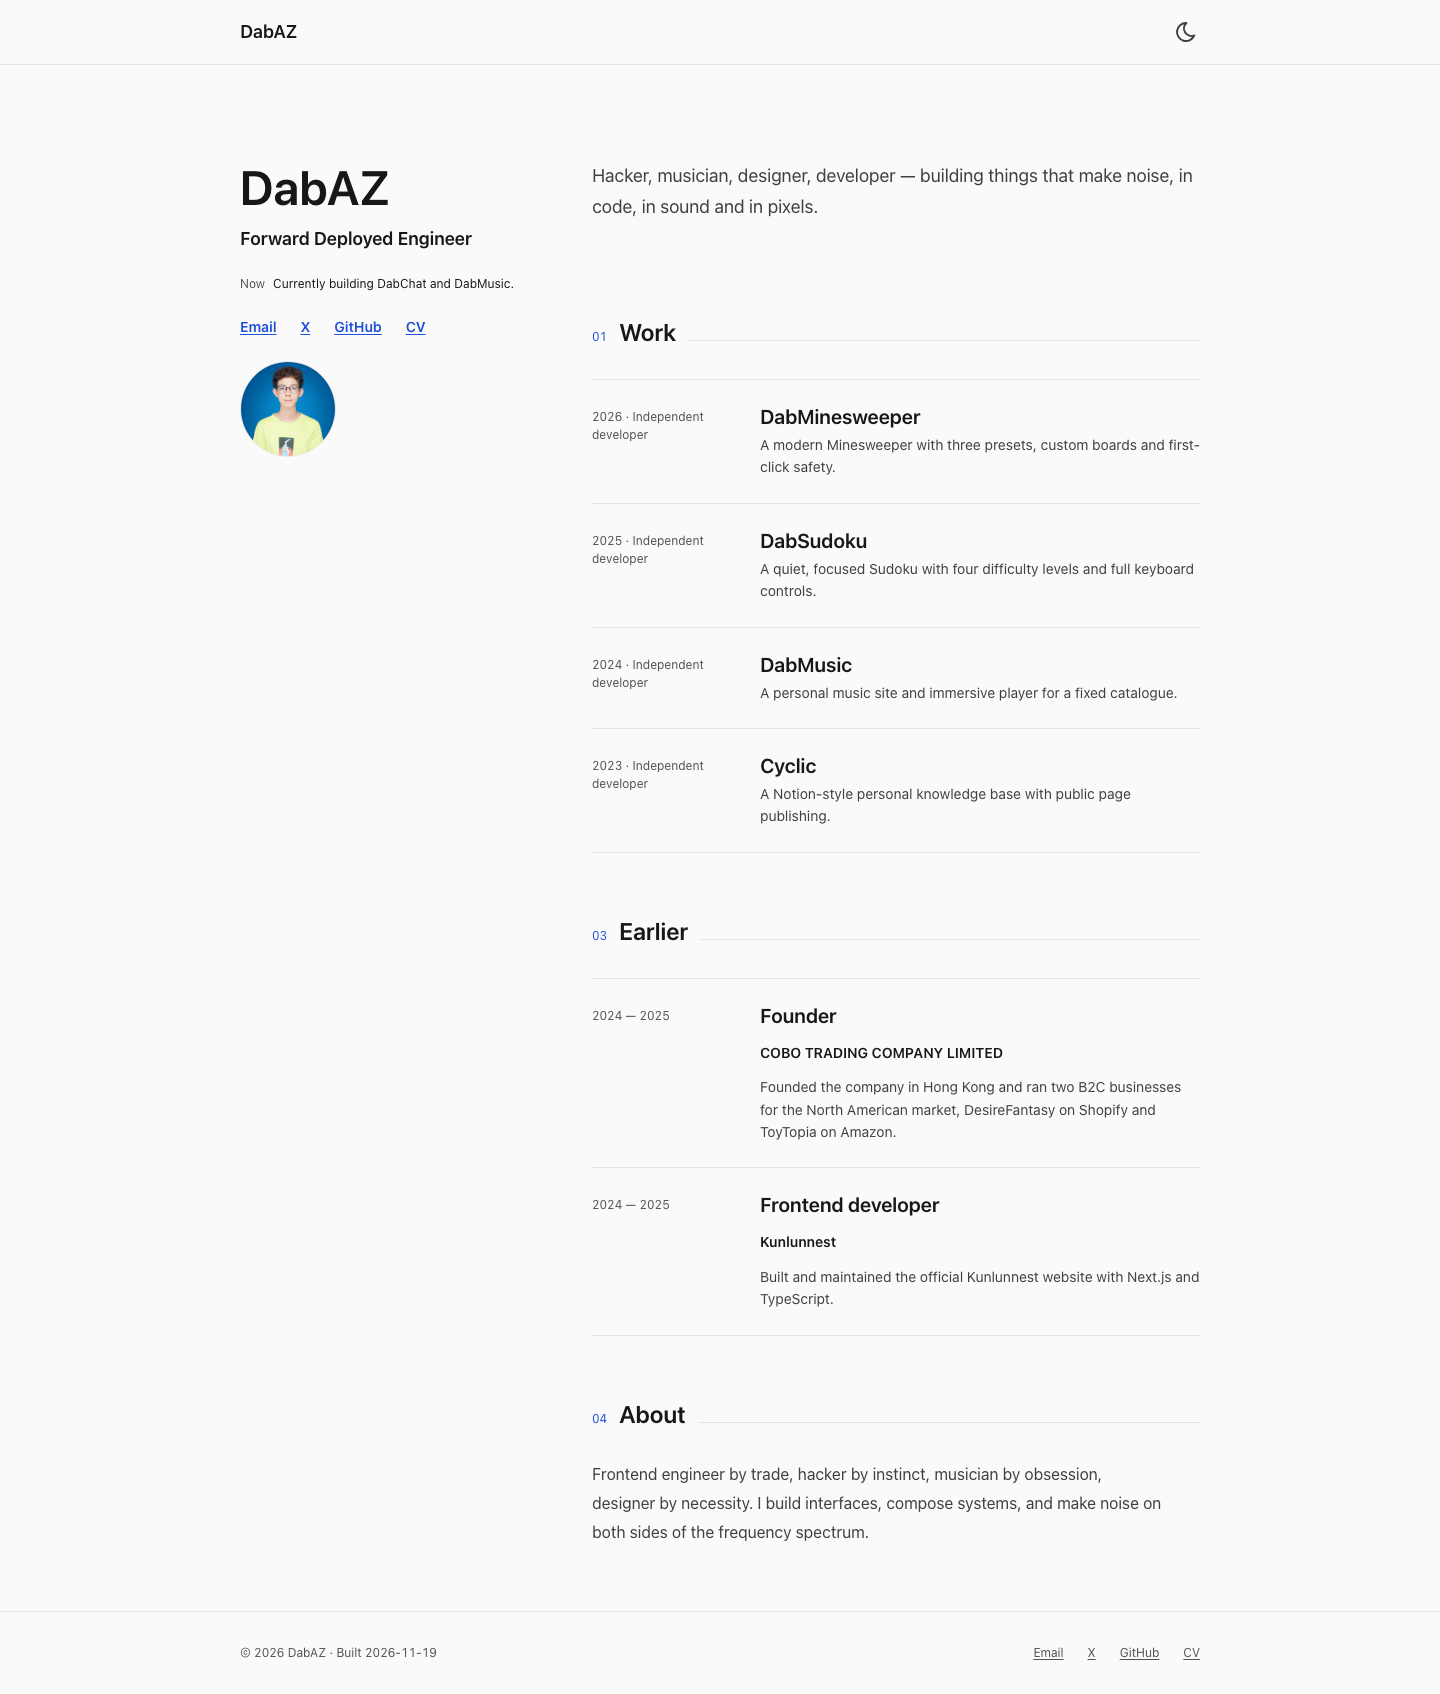 DabAZ
DabAZ
Forward Deployed Engineer
Now Currently building DabChat and DabMusic.
Email X GitHub CV
Hacker, musician, designer, developer — building things that make noise, in
code, in sound and in pixels.
01 Work
2026 · Independent
developer
DabMinesweeper
A modern Minesweeper with three presets, custom boards and first-
click safety.
2025 · Independent
developer
DabSudoku
A quiet, focused Sudoku with four difficulty levels and full keyboard
controls.
2024 · Independent
developer
DabMusic
A personal music site and immersive player for a fixed catalogue.
2023 · Independent
developer
Cyclic
A Notion-style personal knowledge base with public page
publishing.
03 Earlier
2024 — 2025
Founder
COBO TRADING COMPANY LIMITED
Founded the company in Hong Kong and ran two B2C businesses
for the North American market, DesireFantasy on Shopify and
ToyTopia on Amazon.
2024 — 2025
Frontend developer
Kunlunnest
Built and maintained the official Kunlunnest website with Next.js and
TypeScript.
04 About
Frontend engineer by trade, hacker by instinct, musician by obsession,
designer by necessity. I build interfaces, compose systems, and make noise on
both sides of the frequency spectrum.
© 2026 DabAZ · Built 2026-11-19
Email X GitHub CV